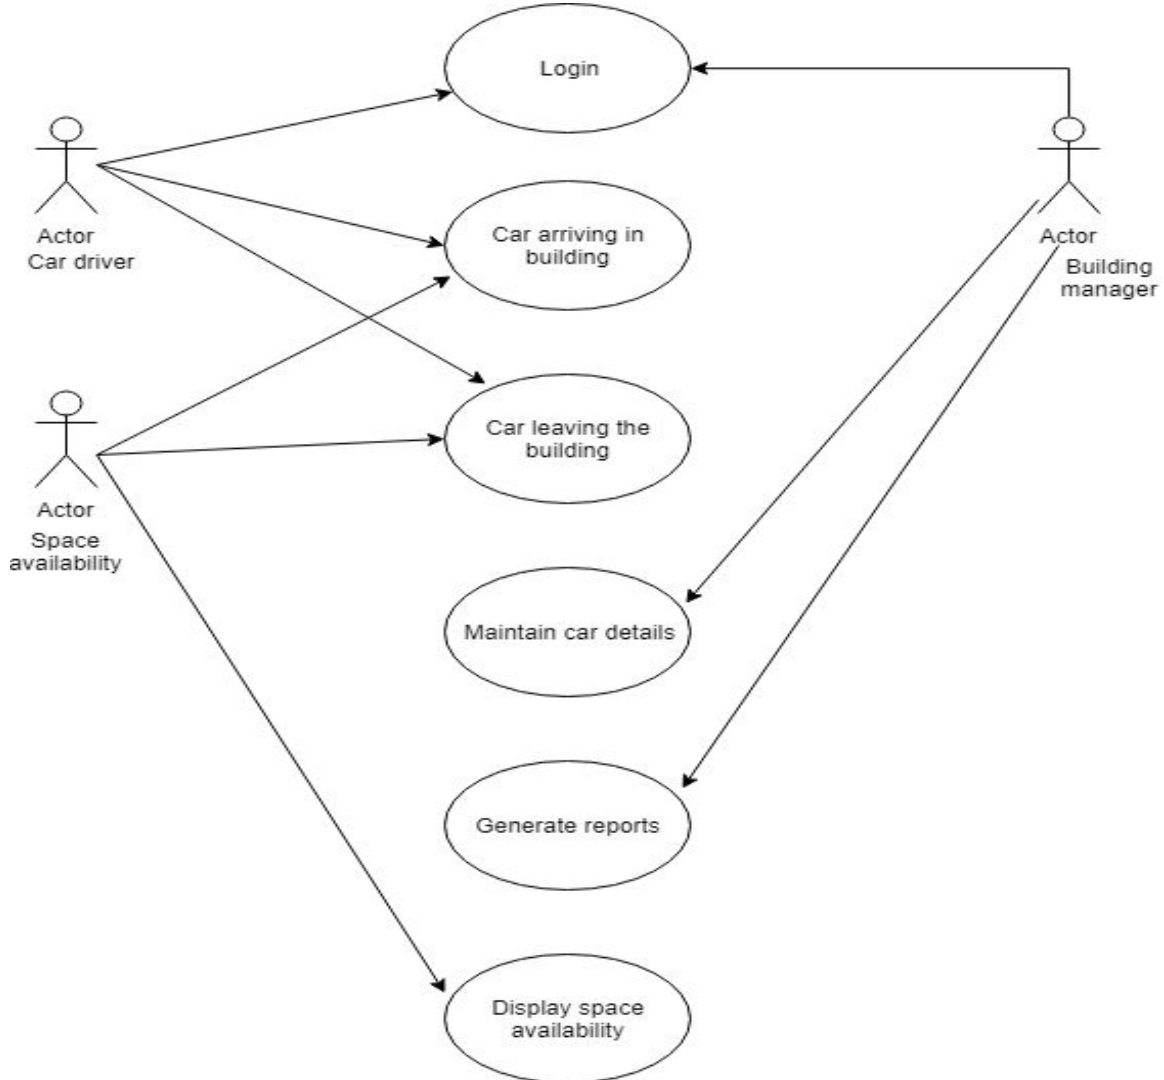 Login
Actor
Car driver
Car arriving in
building
Actor
Building
manager
Car leaving the
building
Actor
Space
availability
Maintain car details
Generate reports
Display space
availability